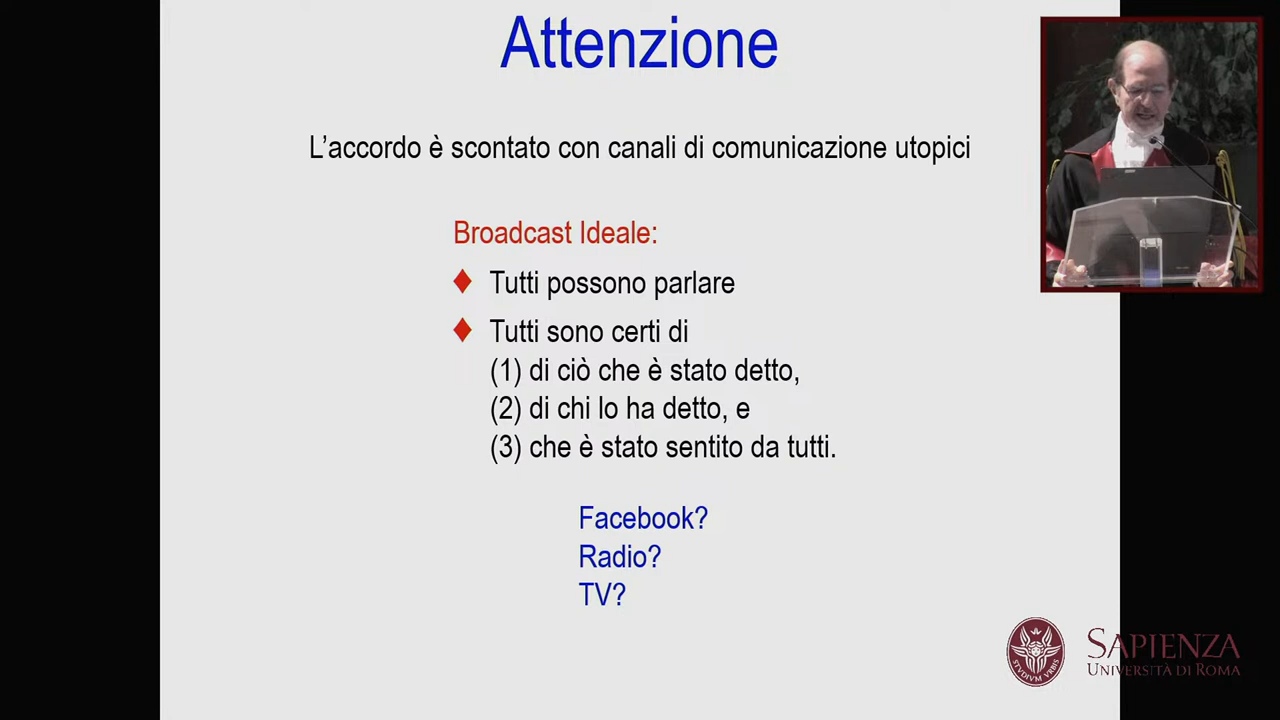 Attenzione
L'accordo è scontato con canali di comunicazione utopici
Broadcast Ideale:
♦ Tutti possono parlare
♦ Tutti sono certi di
(1) di ciò che è stato detto,
(2) di chi lo ha detto, e
(3) che è stato sentito da tutti.
Facebook?
Radio?
TV?
SAPIENZA
UNIVERSITÀ DI ROMA
STVDIVM VRBIS